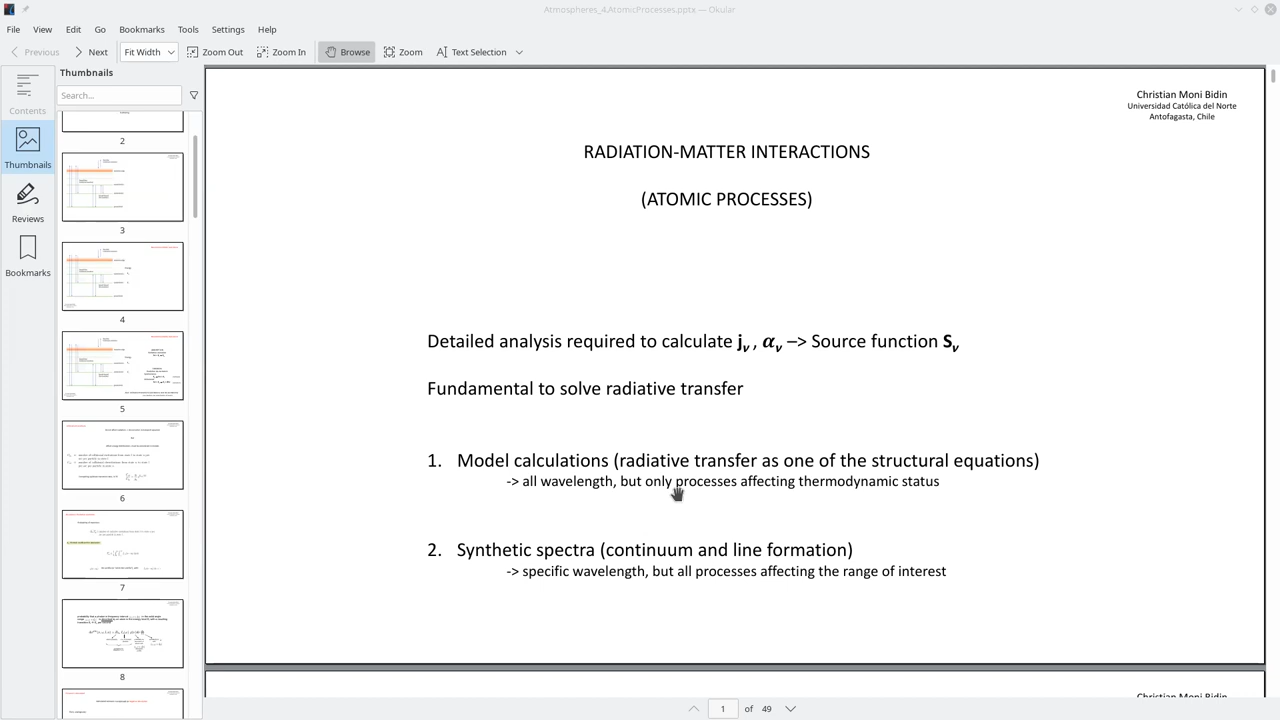 Atmospheres_4.AtomicProcesses.pptx — Okular
File View Edit Go Bookmarks Tools Settings Help
Previous Next Fit Width Zoom Out Zoom In Browse Zoom Text Selection
Contents
Thumbnails
Reviews
Bookmarks
Thumbnails
Search...
2
3
4
5
6
7
8
Christian Moni Bidin
Universidad Católica del Norte
Antofagasta, Chile
RADIATION-MATTER INTERACTIONS
(ATOMIC PROCESSES)
Detailed analysis required to calculate jν , αν –> Source function Sν
Fundamental to solve radiative transfer
1. Model calculations (radiative transfer as one of the structural equations)
-> all wavelength, but only processes affecting thermodynamic status
2. Synthetic spectra (continuum and line formation)
-> specific wavelength, but all processes affecting the range of interest
Christian Moni Bidin
1 of 49